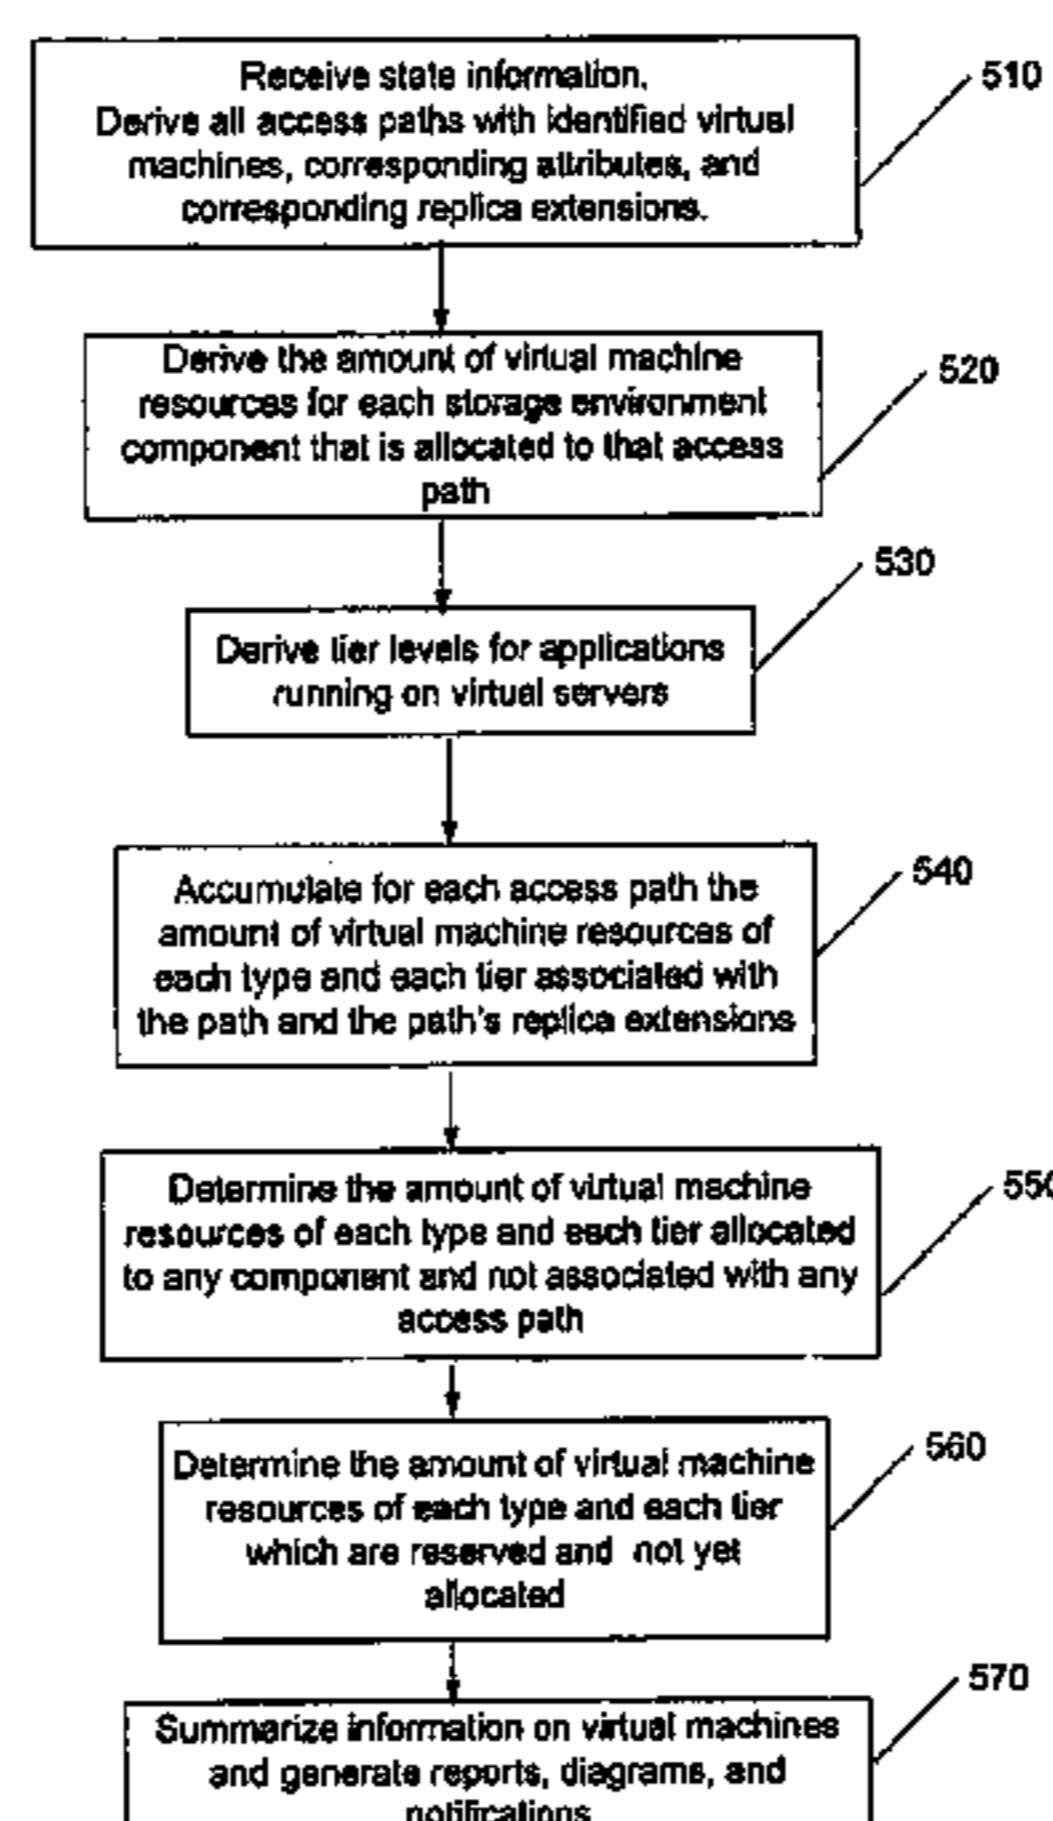 Receive state information.
510
Derive all access paths with identified virtual
machines, corresponding attributes, and
corresponding replica extensions.
Derive the amount of virtual machine
520
resources for each storage environment
component that is allocated to that access
path
530
Derive tier levels for applications
running on virtual servers
540
Accumulate for each access path the
amount of virtual machine resources of
each type and each tier associated with
the path and the path's replica extensions
Determine the amount of virtual machine
550
resources of each type and each tier allocated
to any component and not associated with any
access path
560
Determine the amount of virtual machine
resources of each type and each tier
which are reserved and not yet
allocated
570
Summarize information on virtual machines
and generate reports, diagrams, and
notifications